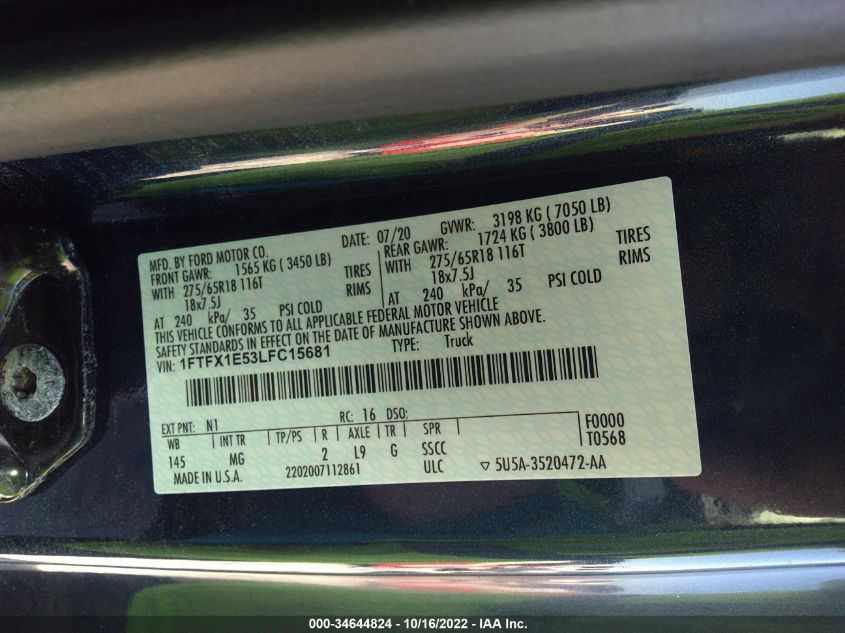 MFD. BY FORD MOTOR CO. DATE: 07/20 GVWR: 3198 KG ( 7050 LB)
FRONT GAWR: 1565 KG ( 3450 LB) REAR GAWR: 1724 KG ( 3800 LB)
WITH 275/65R18 116T TIRES WITH 275/65R18 116T TIRES
18x7.5J RIMS 18x7.5J RIMS
AT 240 kPa/ 35 PSI COLD AT 240 kPa/ 35 PSI COLD
THIS VEHICLE CONFORMS TO ALL APPLICABLE FEDERAL MOTOR VEHICLE
SAFETY STANDARDS IN EFFECT ON THE DATE OF MANUFACTURE SHOWN ABOVE.
VIN: 1FTFX1E53LFC15681 TYPE: Truck
EXT PNT: N1 RC: 16 DSO: F0000
WB INT TR TP/PS R AXLE TR SPR T0568
145 MG 2 L9 G SSCC
MADE IN U.S.A. 2202007112861 ULC ▽ 5U5A-3520472-AA
000-34644824 - 10/16/2022 - IAA Inc.